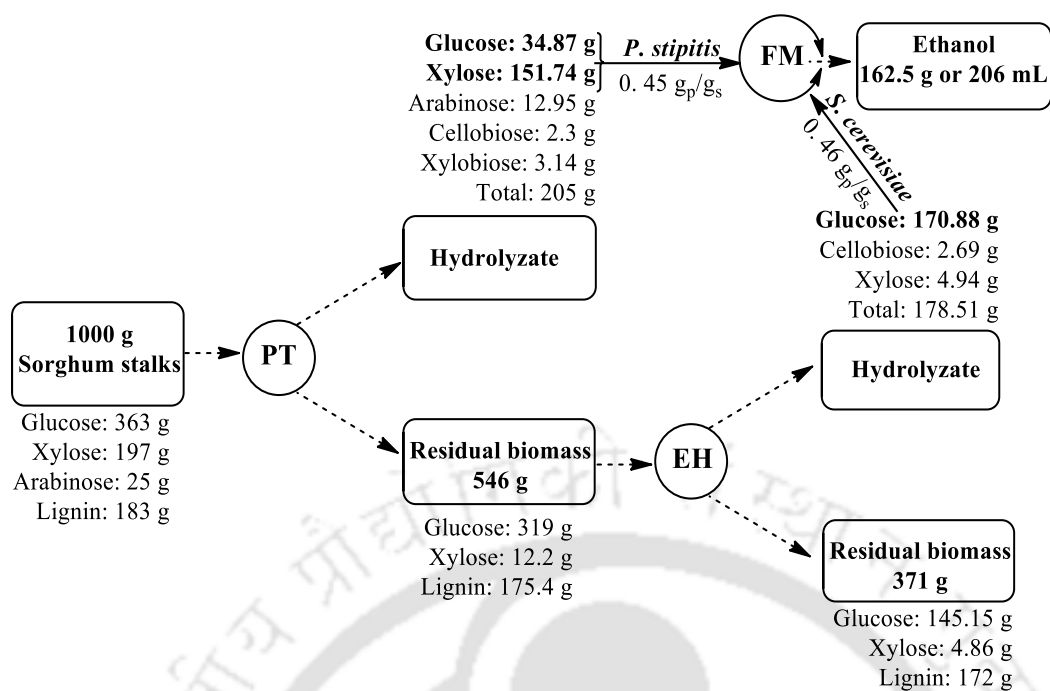 Glucose: 34.87 g
Xylose: 151.74 g
Arabinose: 12.95 g
Cellobiose: 2.3 g
Xylobiose: 3.14 g
Total: 205 g
P. stipitis
0. 45 gp/gs
FM
Ethanol
162.5 g or 206 mL
S. cerevisiae
0. 46 gp/gs
Glucose: 170.88 g
Cellobiose: 2.69 g
Xylose: 4.94 g
Total: 178.51 g
Hydrolyzate
1000 g
Sorghum stalks
Glucose: 363 g
Xylose: 197 g
Arabinose: 25 g
Lignin: 183 g
PT
Hydrolyzate
Residual biomass
546 g
Glucose: 319 g
Xylose: 12.2 g
Lignin: 175.4 g
EH
Residual biomass
371 g
Glucose: 145.15 g
Xylose: 4.86 g
Lignin: 172 g